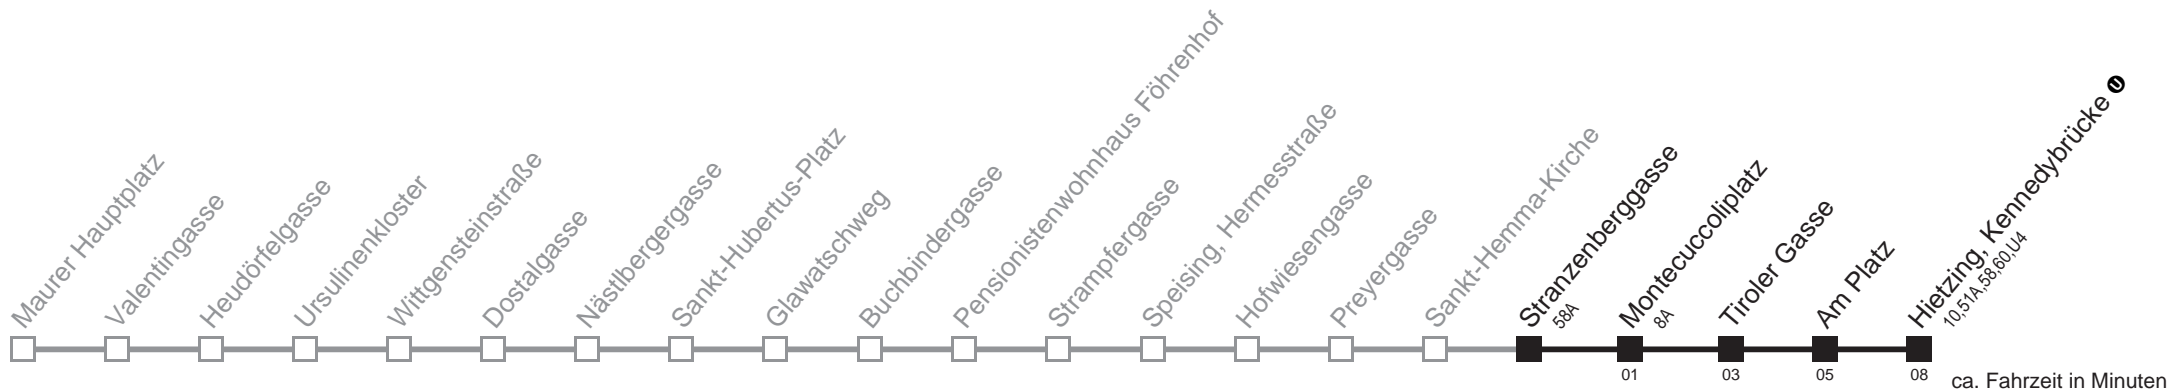 Maurer Hauptplatz
Valentingasse
Heudörfelgasse
Ursulinenkloster
Wittgensteinstraße
Dostalgasse
Nästlbergergasse
Sankt-Hubertus-Platz
Glawatschweg
Buchbindergasse
Pensionistenwohnhaus Föhrenhof
Strampfergasse
Speising, Hermesstraße
Hofwiesengasse
Preyergasse
Sankt-Hemma-Kirche
Stranzenberggasse
58A
Montecuccoliplatz
8A
Tiroler Gasse
Am Platz
Hietzing, Kennedybrücke U
10,51A,58,60,U4
01 03 05 08 ca. Fahrzeit in Minuten